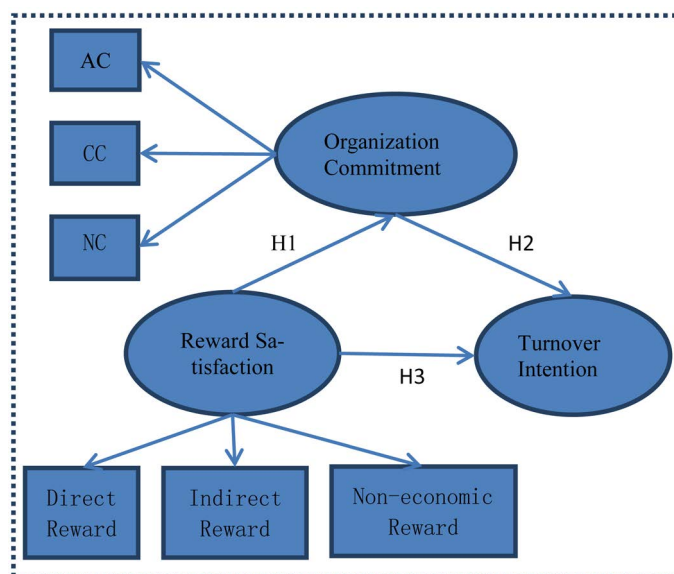 AC
Organization
Commitment
CC
NC
H1
H2
Reward Sa-
tisfaction
Turnover
Intention
H3
Direct
Reward
Indirect
Reward
Non-economic
Reward